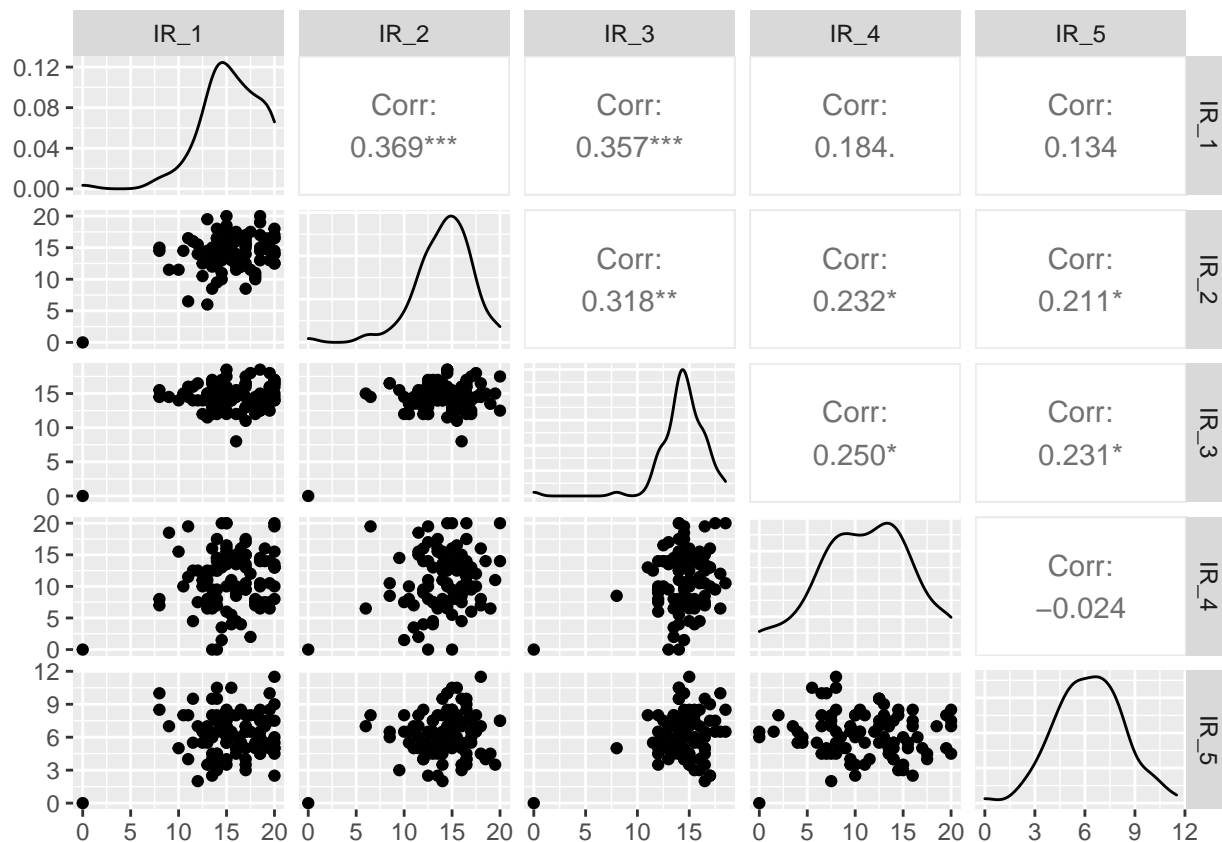 IR_1 IR_2 IR_3 IR_4 IR_5
0.12
0.08
0.04
0.00
Corr:
0.369***
Corr:
0.357***
Corr:
0.184.
Corr:
0.134
IR_1
20
15
10
5
0
Corr:
0.318**
Corr:
0.232*
Corr:
0.211*
IR_2
15
10
5
0
Corr:
0.250*
Corr:
0.231*
IR_3
20
15
10
5
0
Corr:
−0.024
IR_4
12
9
6
3
0
IR_5
0 5 10 15 20 0 5 10 15 20 0 5 10 15 0 5 10 15 20 0 3 6 9 12